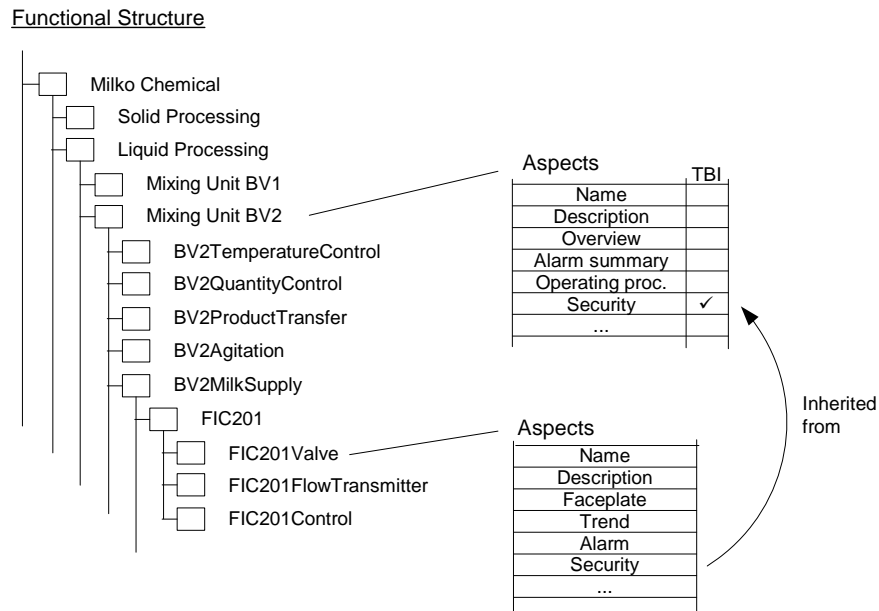 Functional Structure
Milko Chemical
Solid Processing
Liquid Processing
Mixing Unit BV1
Mixing Unit BV2
BV2TemperatureControl
BV2QuantityControl
BV2ProductTransfer
BV2Agitation
BV2MilkSupply
FIC201
FIC201Valve
FIC201FlowTransmitter
FIC201Control
Aspects
TBI
Name
Description
Overview
Alarm summary
Operating proc.
Security ✓
...
Inherited
from
Aspects
Name
Description
Faceplate
Trend
Alarm
Security
...